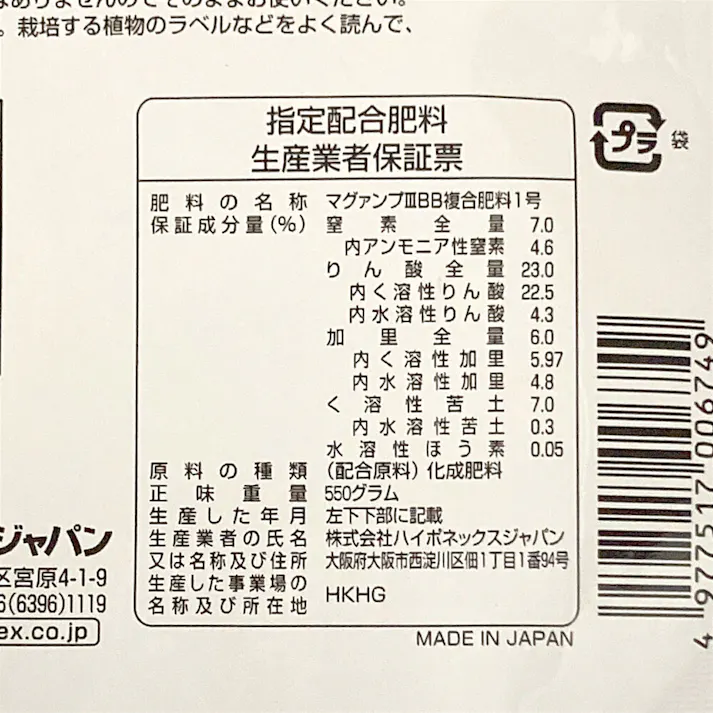 。栽培する植物のラベルなどをよく読んで、
指定配合肥料
生産業者保証票
肥料の名称 マグァンプⅢBB複合肥料1号
保証成分量(%) 窒素全量 7.0
内アンモニア性窒素 4.6
りん酸全量 23.0
内く溶性りん酸 22.5
内水溶性りん酸 4.3
加里全量 6.0
内く溶性加里 5.97
内水溶性加里 4.8
く溶性苦土 7.0
内水溶性苦土 0.3
水溶性ほう素 0.05
原料の種類 (配合原料)化成肥料
正味重量 550グラム
生産した年月 左下下部に記載
生産業者の氏名 株式会社ハイポネックスジャパン
又は名称及び住所 大阪府大阪市西淀川区佃1丁目1番94号
生産した事業場の
名称及び所在地 HKHG
MADE IN JAPAN
プラ 袋
ジャパン
区宮原4-1-9
6(6396)1119
ex.co.jp
4 977517 006749